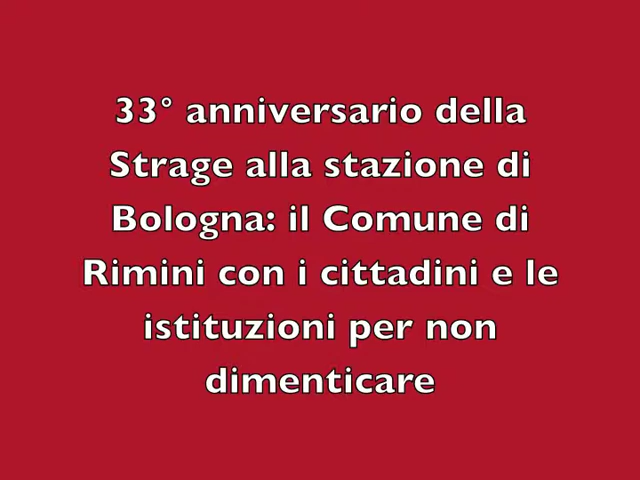 33° anniversario della
Strage alla stazione di
Bologna: il Comune di
Rimini con i cittadini e le
istituzioni per non
dimenticare